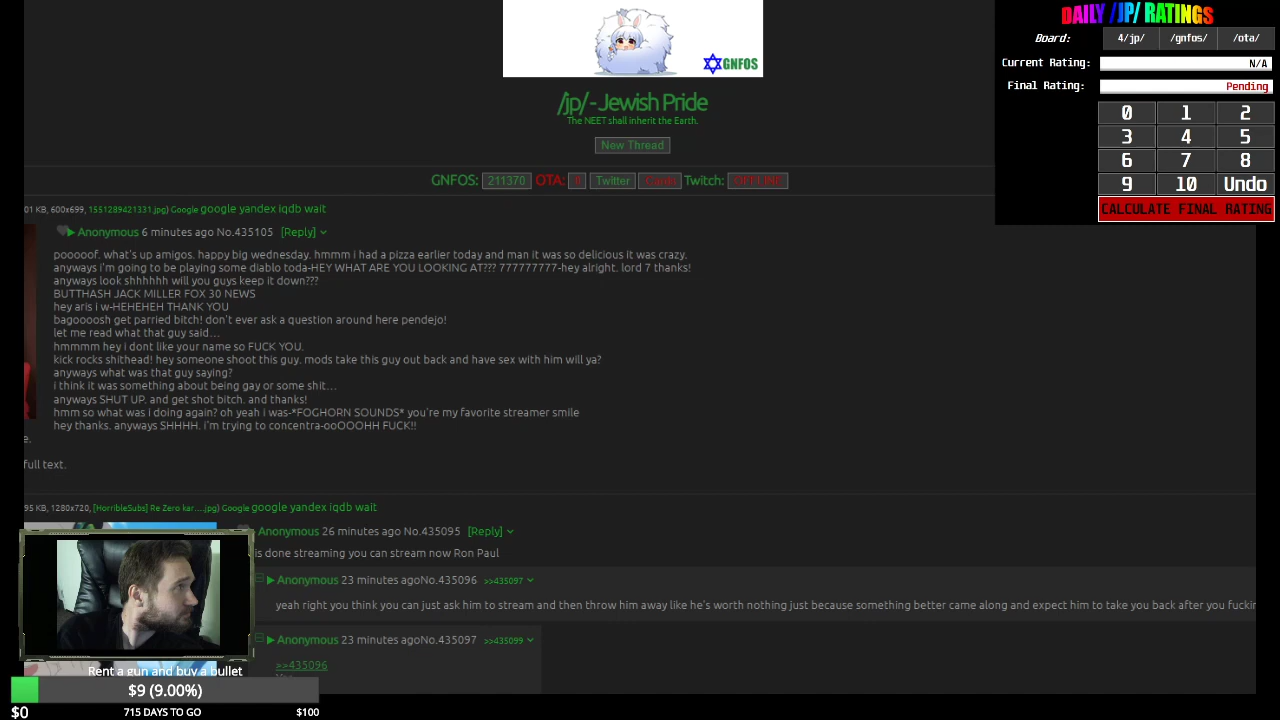 GNFOS
/jp/ - Jewish Pride
The NEET shall inherit the Earth.
New Thread
GNFOS: 211370 OTA: 0 Twitter Twitch: OFFLINE
DAILY /JP/ RATINGS
Board: 4/jp/ /gnfos/ /ota/
Current Rating: N/A
Final Rating: Pending
0 1 2
3 4 5
6 7 8
9 10 Undo
CALCULATE FINAL RATING
01 KB, 600x699, 1551289421331.jpg) Google google yandex iqdb wait
Anonymous 6 minutes ago No.435105 [Reply]
pooooof. what's up amigos. happy big wednesday. hmmm i had a pizza earlier today and man it was so delicious it was crazy.
anyways i'm going to be playing some diablo toda-HEY WHAT ARE YOU LOOKING AT??? 777777777-hey alright. lord 7 thanks!
anyways look shhhhhh will you guys keep it down???
BUTTHASH JACK MILLER FOX 30 NEWS
hey aris i w-HEHEHEH THANK YOU
bagoooosh get parried bitch! don't ever ask a question around here pendejo!
let me read what that guy said...
hmmmm hey i dont like your name so FUCK YOU.
kick rocks shithead! hey someone shoot this guy. mods take this guy out back and have sex with him will ya?
anyways what was that guy saying?
i think it was something about being gay or some shit...
anyways SHUT UP. and get shot bitch. and thanks!
hmm so what was i doing again? oh yeah i was-*FOGHORN SOUNDS* you're my favorite streamer smile
hey thanks. anyways SHHHH. i'm trying to concentra-ooOOOHH FUCK!!
e.
full text.
95 KB, 1280x720, [HorribleSubs] Re Zero kar....jpg) Google google yandex iqdb wait
Anonymous 26 minutes ago No.435095 [Reply]
is done streaming you can stream now Ron Paul
Anonymous 23 minutes agoNo.435096 >>435097
yeah right you think you can just ask him to stream and then throw him away like he's worth nothing just because something better came along and expect him to take you back after you fuckin
Anonymous 23 minutes agoNo.435097 >>435099
>>435096
Rent a gun and buy a bullet
$9 (9.00%)
$0 715 DAYS TO GO $100